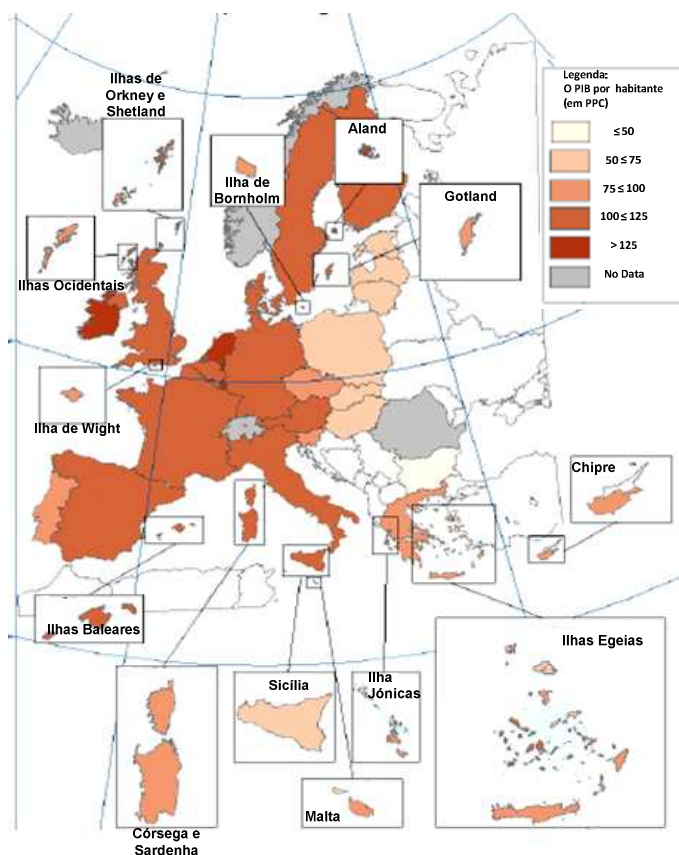 Ilhas de
Orkney e
Shetland
Legenda:
O PIB por habitante
(em PPC)
≤ 50
50 ≤ 75
75 ≤ 100
100 ≤ 125
> 125
No Data
Aland
Ilha de
Bornholm
Gotland
Ilhas Ocidentais
Ilha de Wight
Chipre
Ilhas Baleares
Ilhas Egeias
Sicília
Ilha
Jónicas
Malta
Córsega e
Sardenha